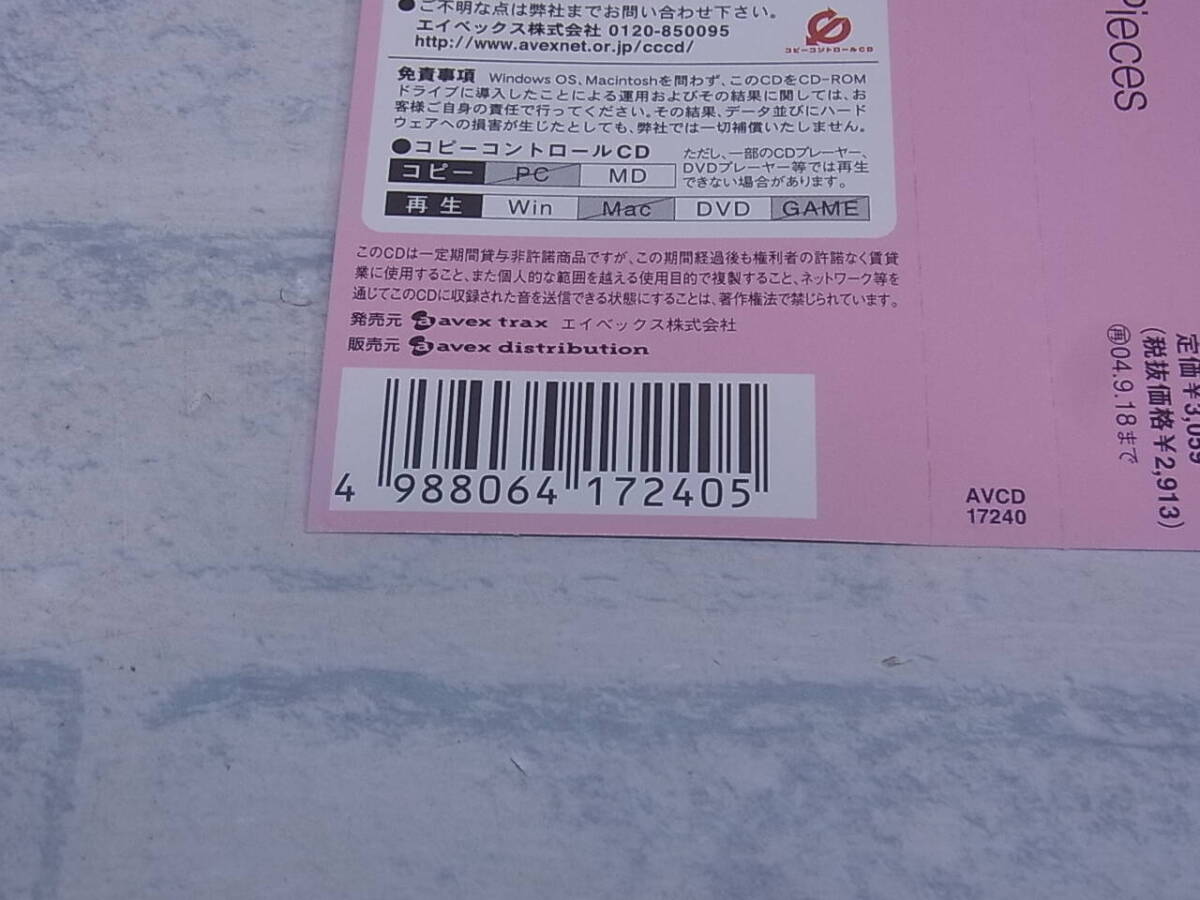 ●ご不明な点は弊社までお問い合わせ下さい。
エイベックス株式会社 0120-850095
http://www.avexnet.or.jp/cccd/
コピーコントロールCD
免責事項 Windows OS、Macintoshを問わず、このCDをCD-ROM
ドライブに導入したことによる運用およびその結果に関しては、お
客様ご自身の責任で行ってください。その結果、データ並びにハード
ウェアへの損害が生じたとしても、弊社では一切補償いたしません。
●コピーコントロールCD
コピー PC MD
ただし、一部のCDプレーヤー、
DVDプレーヤー等では再生
できない場合があります。
再生 Win Mac DVD GAME
このCDは一定期間貸与非許諾商品ですが、この期間経過後も権利者の許諾なく賃貸
業に使用すること、また個人的な範囲を越える使用目的で複製すること、ネットワーク等を
通じてこのCDに収録された音を送信できる状態にすることは、著作権法で禁じられています。
発売元 avex trax エイベックス株式会社
販売元 avex distribution
4 988064 172405
AVCD
17240
Pieces
定価¥3,059
(税抜価格¥2,913)
再04.9.18まで